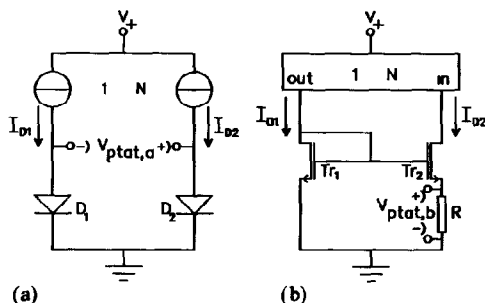 V+
V+
1 N
out 1 N in
I_D1
I_D2
I_D1
I_D2
-) V_ptat,a +)
Tr₁
Tr₂
+)
V_ptat,b R
-)
D₁
D₂
(a)
(b)